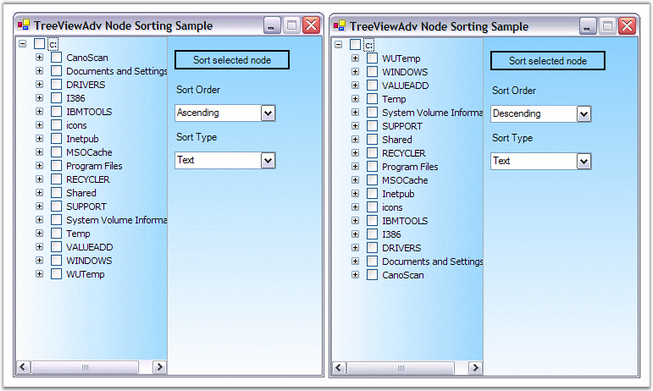 TreeViewAdv Node Sorting Sample
c:
CanoScan
Documents and Settings
DRIVERS
I386
IBMTOOLS
icons
Inetpub
MSOCache
Program Files
RECYCLER
Shared
SUPPORT
System Volume Informa
Temp
VALUEADD
WINDOWS
WUTemp
Sort selected node
Sort Order
Ascending
Sort Type
Text
TreeViewAdv Node Sorting Sample
c:
WUTemp
WINDOWS
VALUEADD
Temp
System Volume Informa
SUPPORT
Shared
RECYCLER
Program Files
MSOCache
Inetpub
icons
IBMTOOLS
I386
DRIVERS
Documents and Settings
CanoScan
Sort selected node
Sort Order
Descending
Sort Type
Text